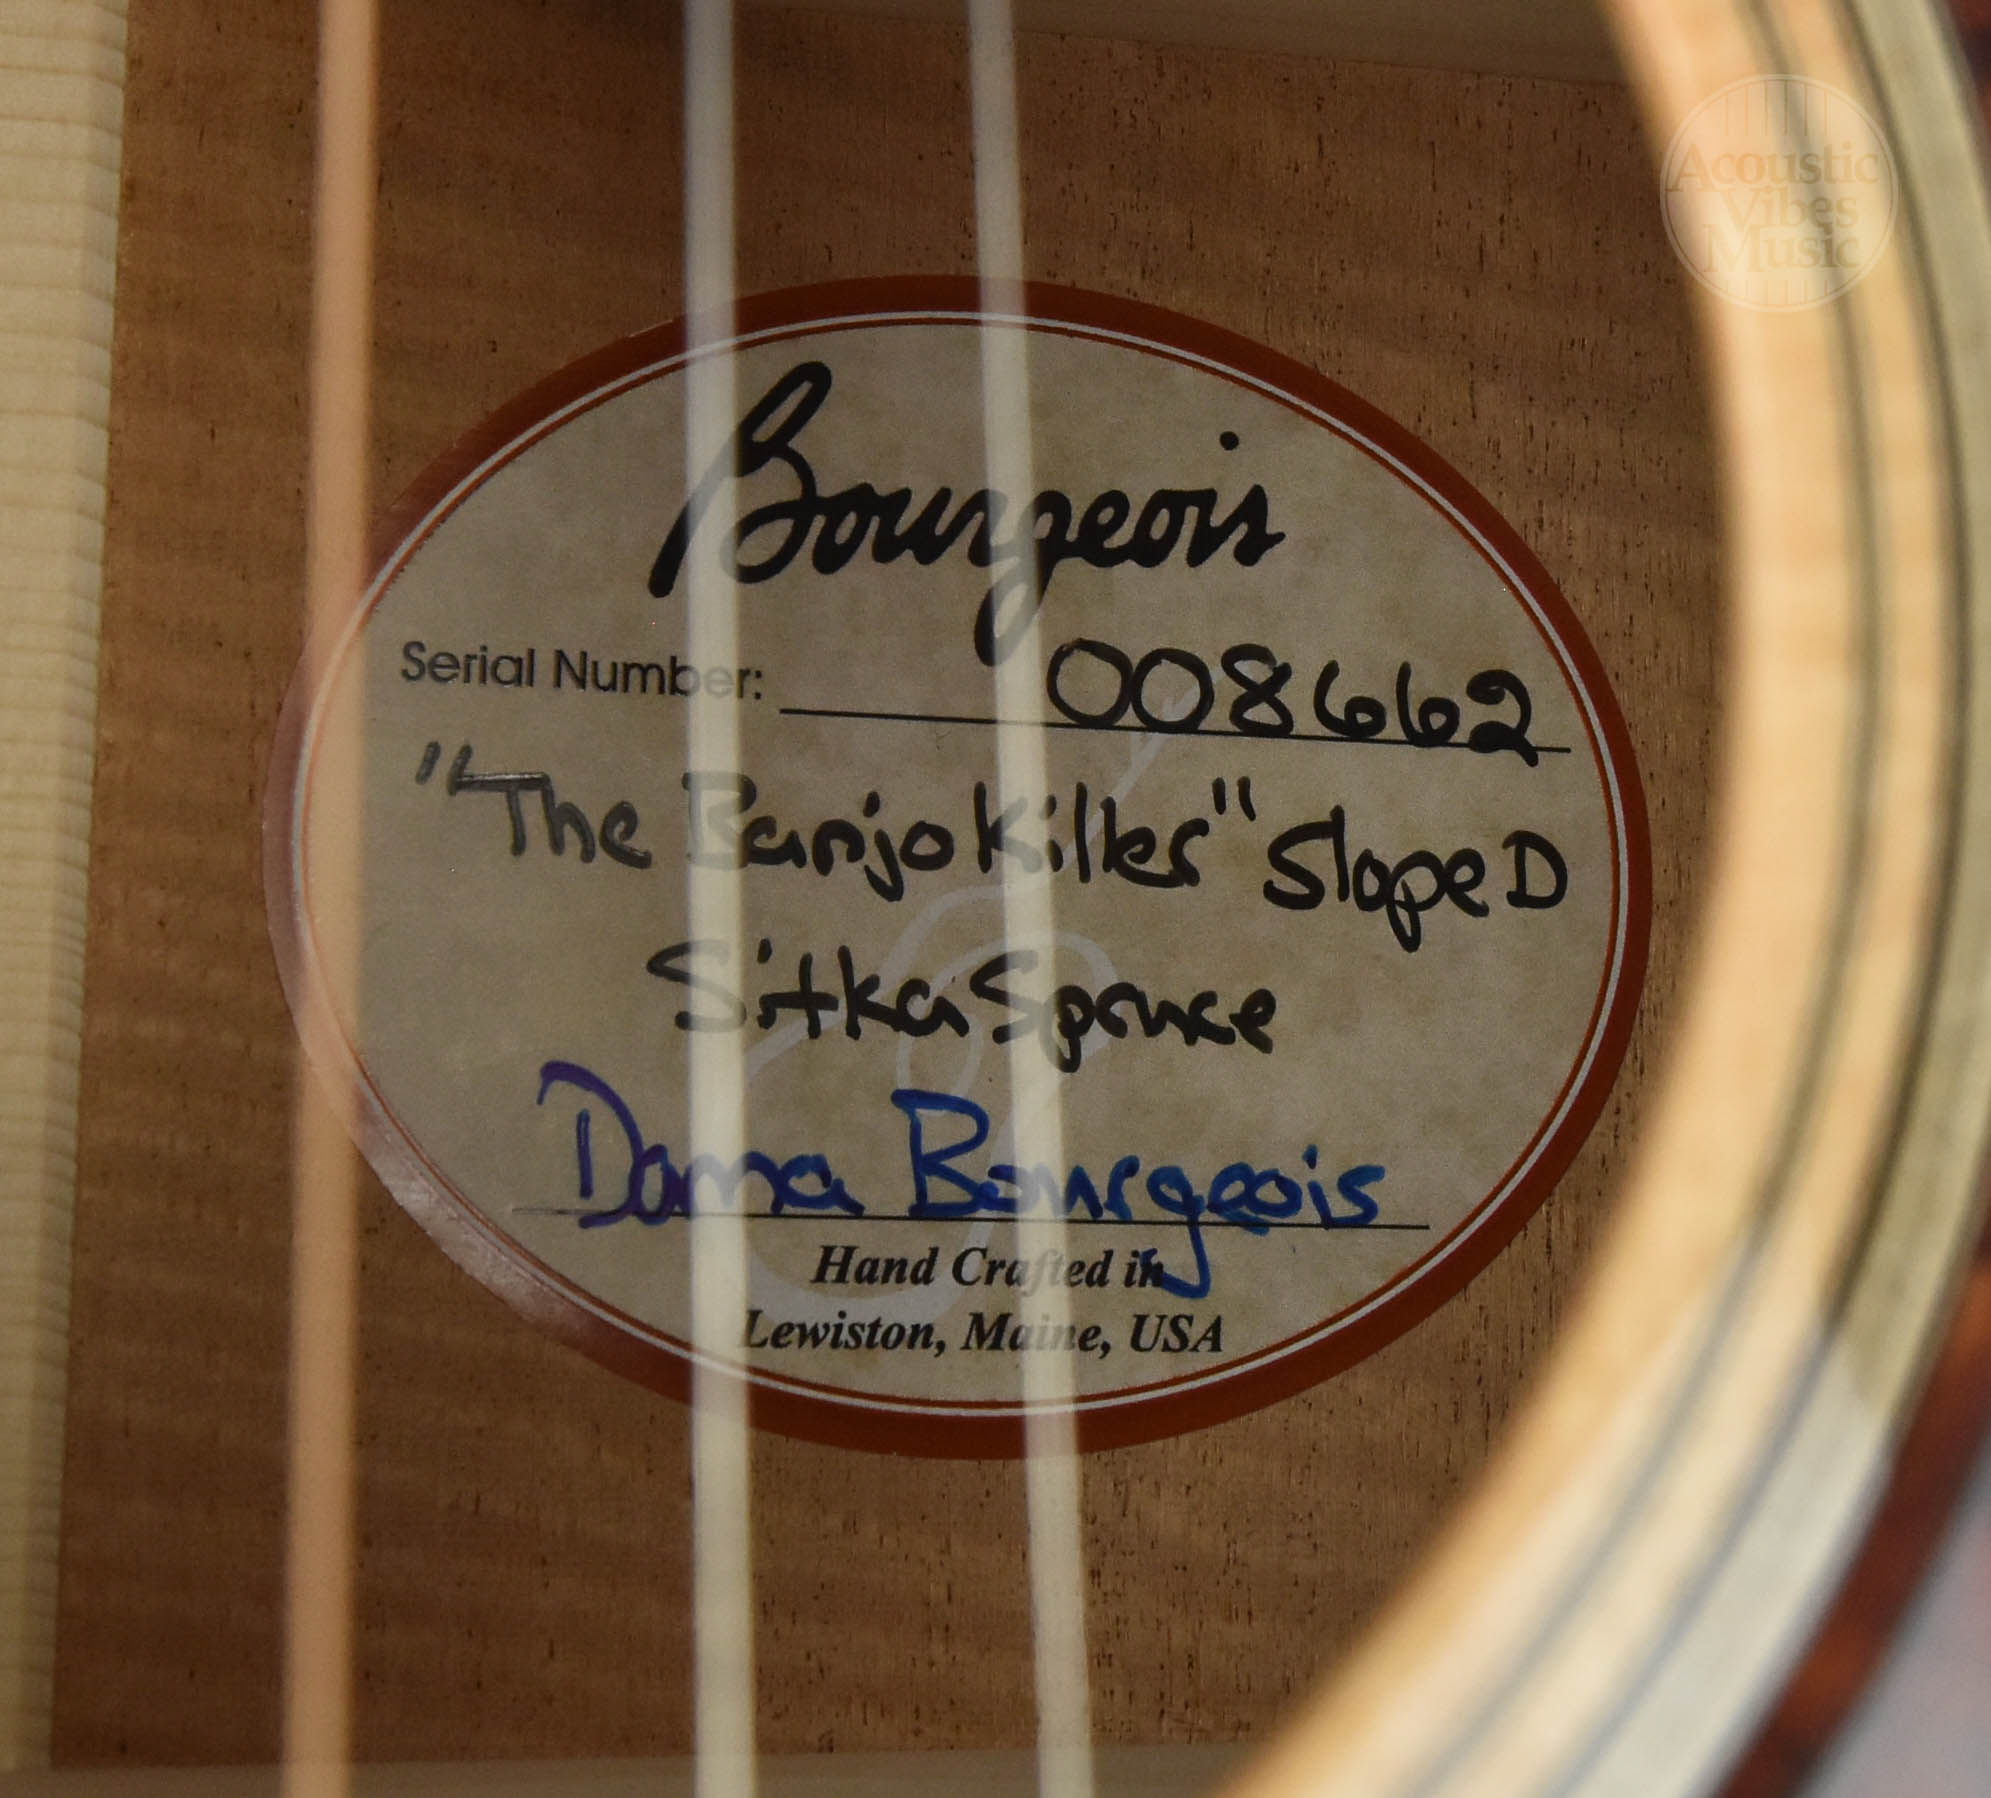 Acoustic
Vibes
Music
Bourgeois
Serial Number: 008662
"The Banjo Killer" Slope D
Sitka Spruce
Dana Bourgeois
Hand Crafted in
Lewiston, Maine, USA